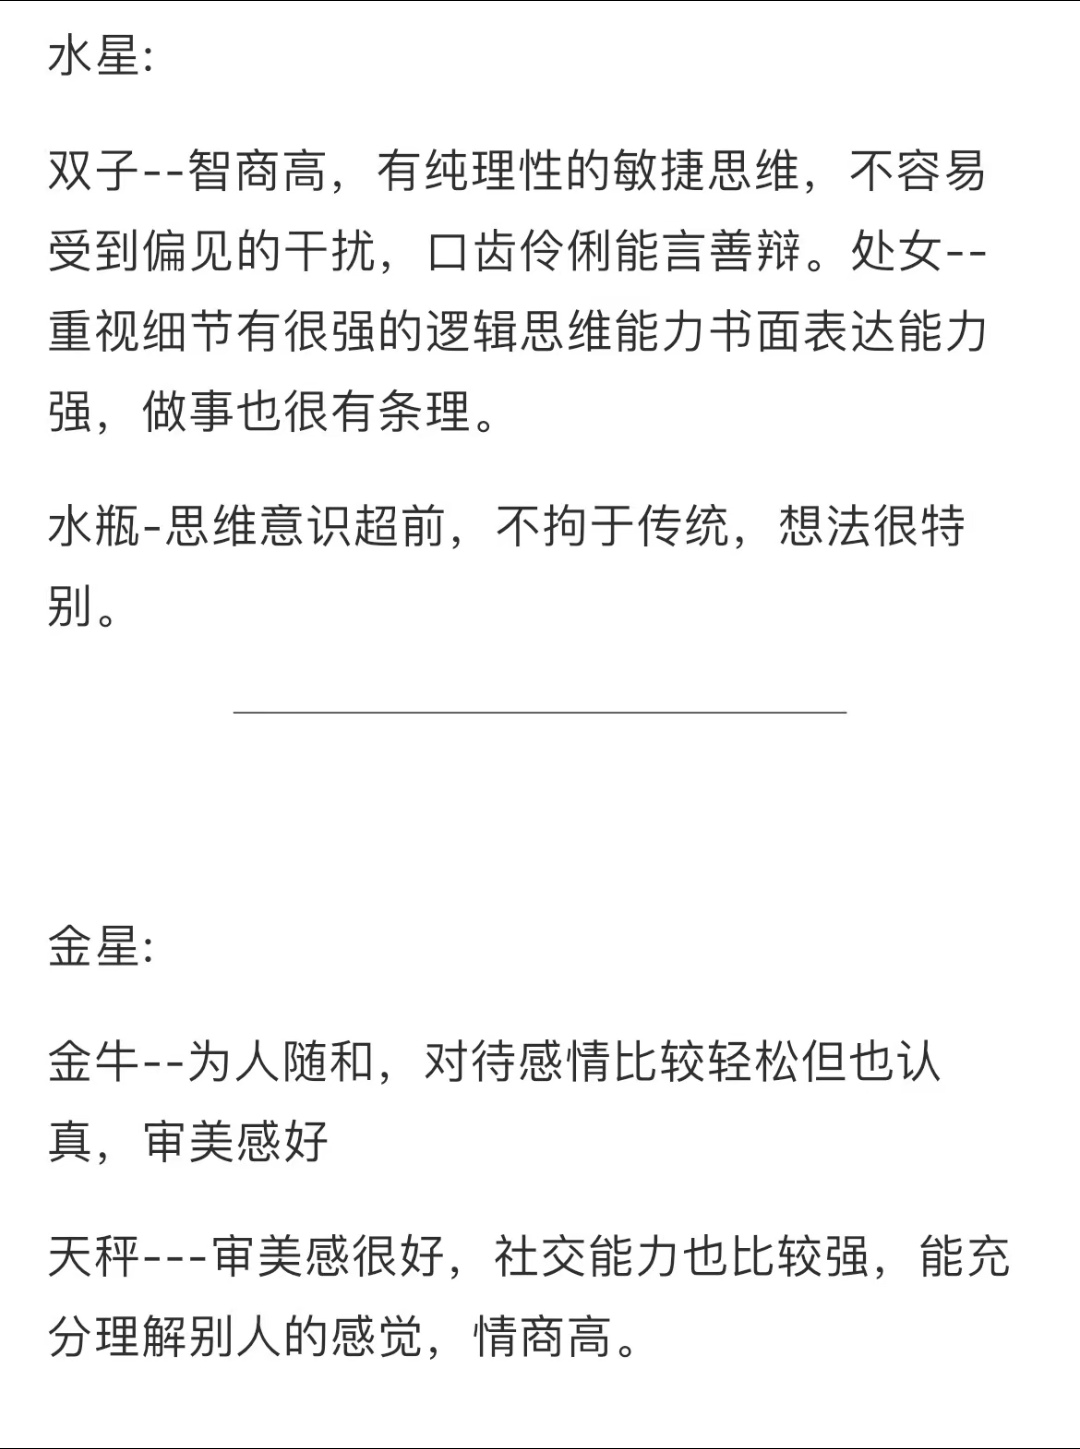 水星:
双子--智商高，有纯理性的敏捷思维，不容易
受到偏见的干扰，口齿伶俐能言善辩。处女--
重视细节有很强的逻辑思维能力书面表达能力
强，做事也很有条理。
水瓶-思维意识超前，不拘于传统，想法很特
别。
金星:
金牛--为人随和，对待感情比较轻松但也认
真，审美感好
天秤---审美感很好，社交能力也比较强，能充
分理解别人的感觉，情商高。